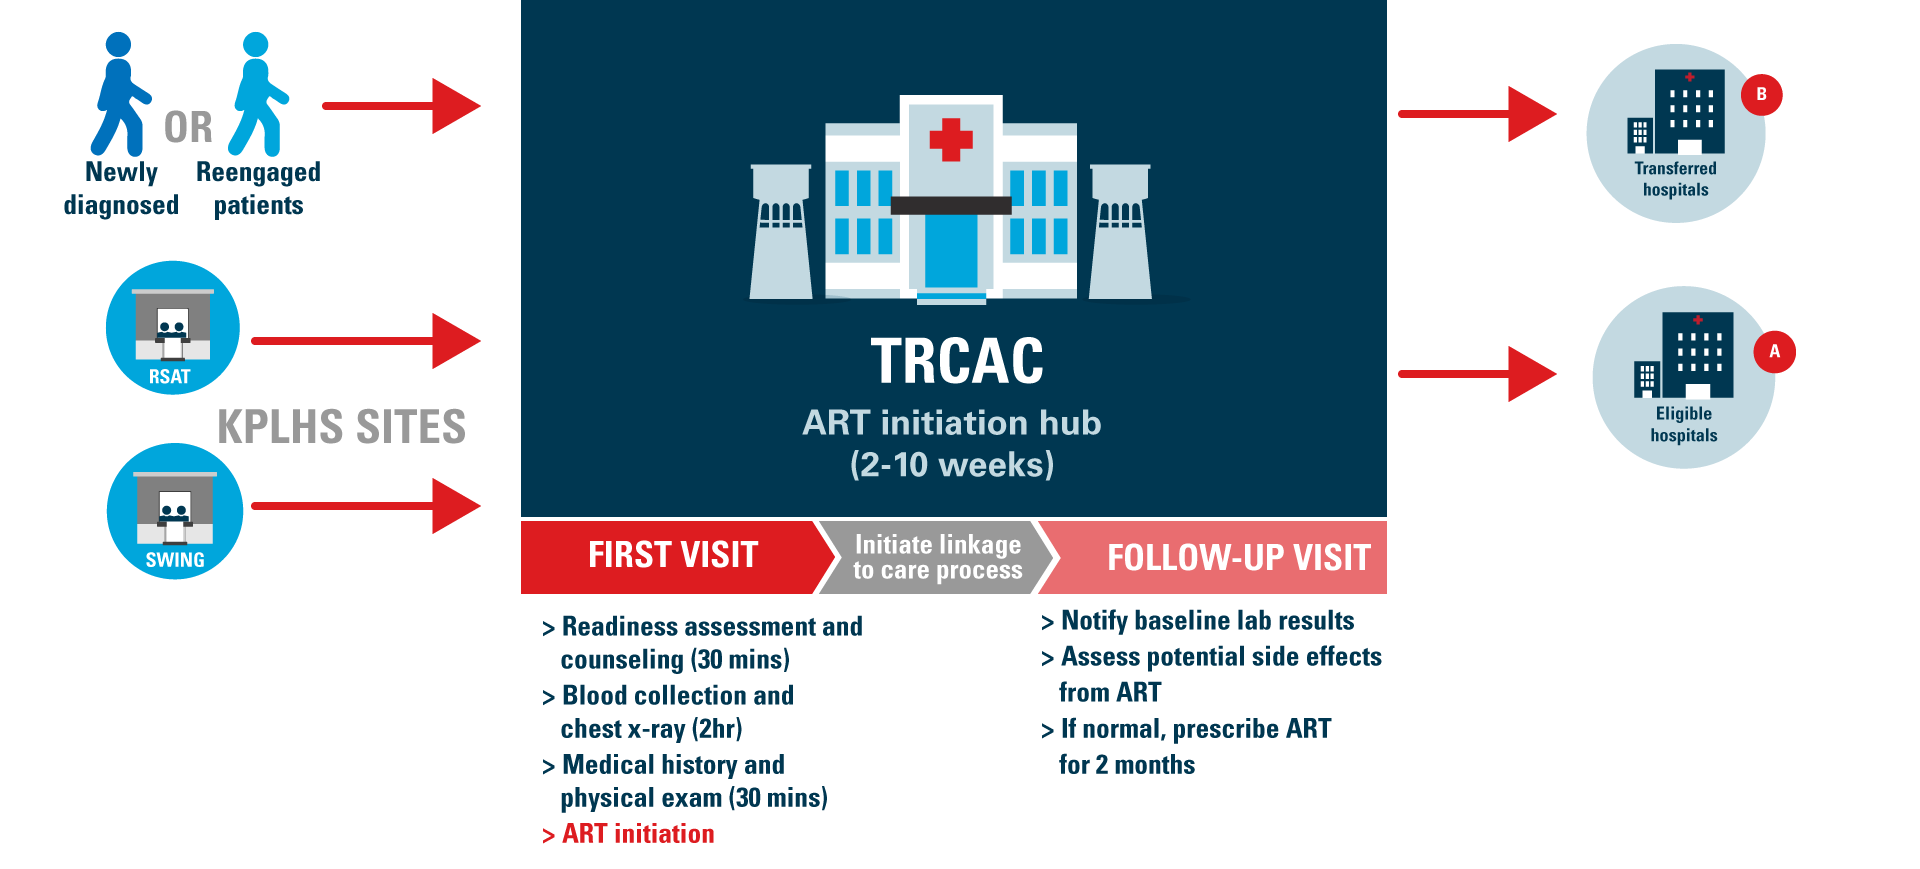 OR
Newly
diagnosed
Reengaged
patients
RSAT
KPLHS SITES
SWING
TRCAC
ART initiation hub
(2-10 weeks)
FIRST VISIT
Initiate linkage
to care process
FOLLOW-UP VISIT
> Readiness assessment and
counseling (30 mins)
> Blood collection and
chest x-ray (2hr)
> Medical history and
physical exam (30 mins)
> ART initiation
> Notify baseline lab results
> Assess potential side effects
from ART
> If normal, prescribe ART
for 2 months
B
Transferred
hospitals
A
Eligible
hospitals